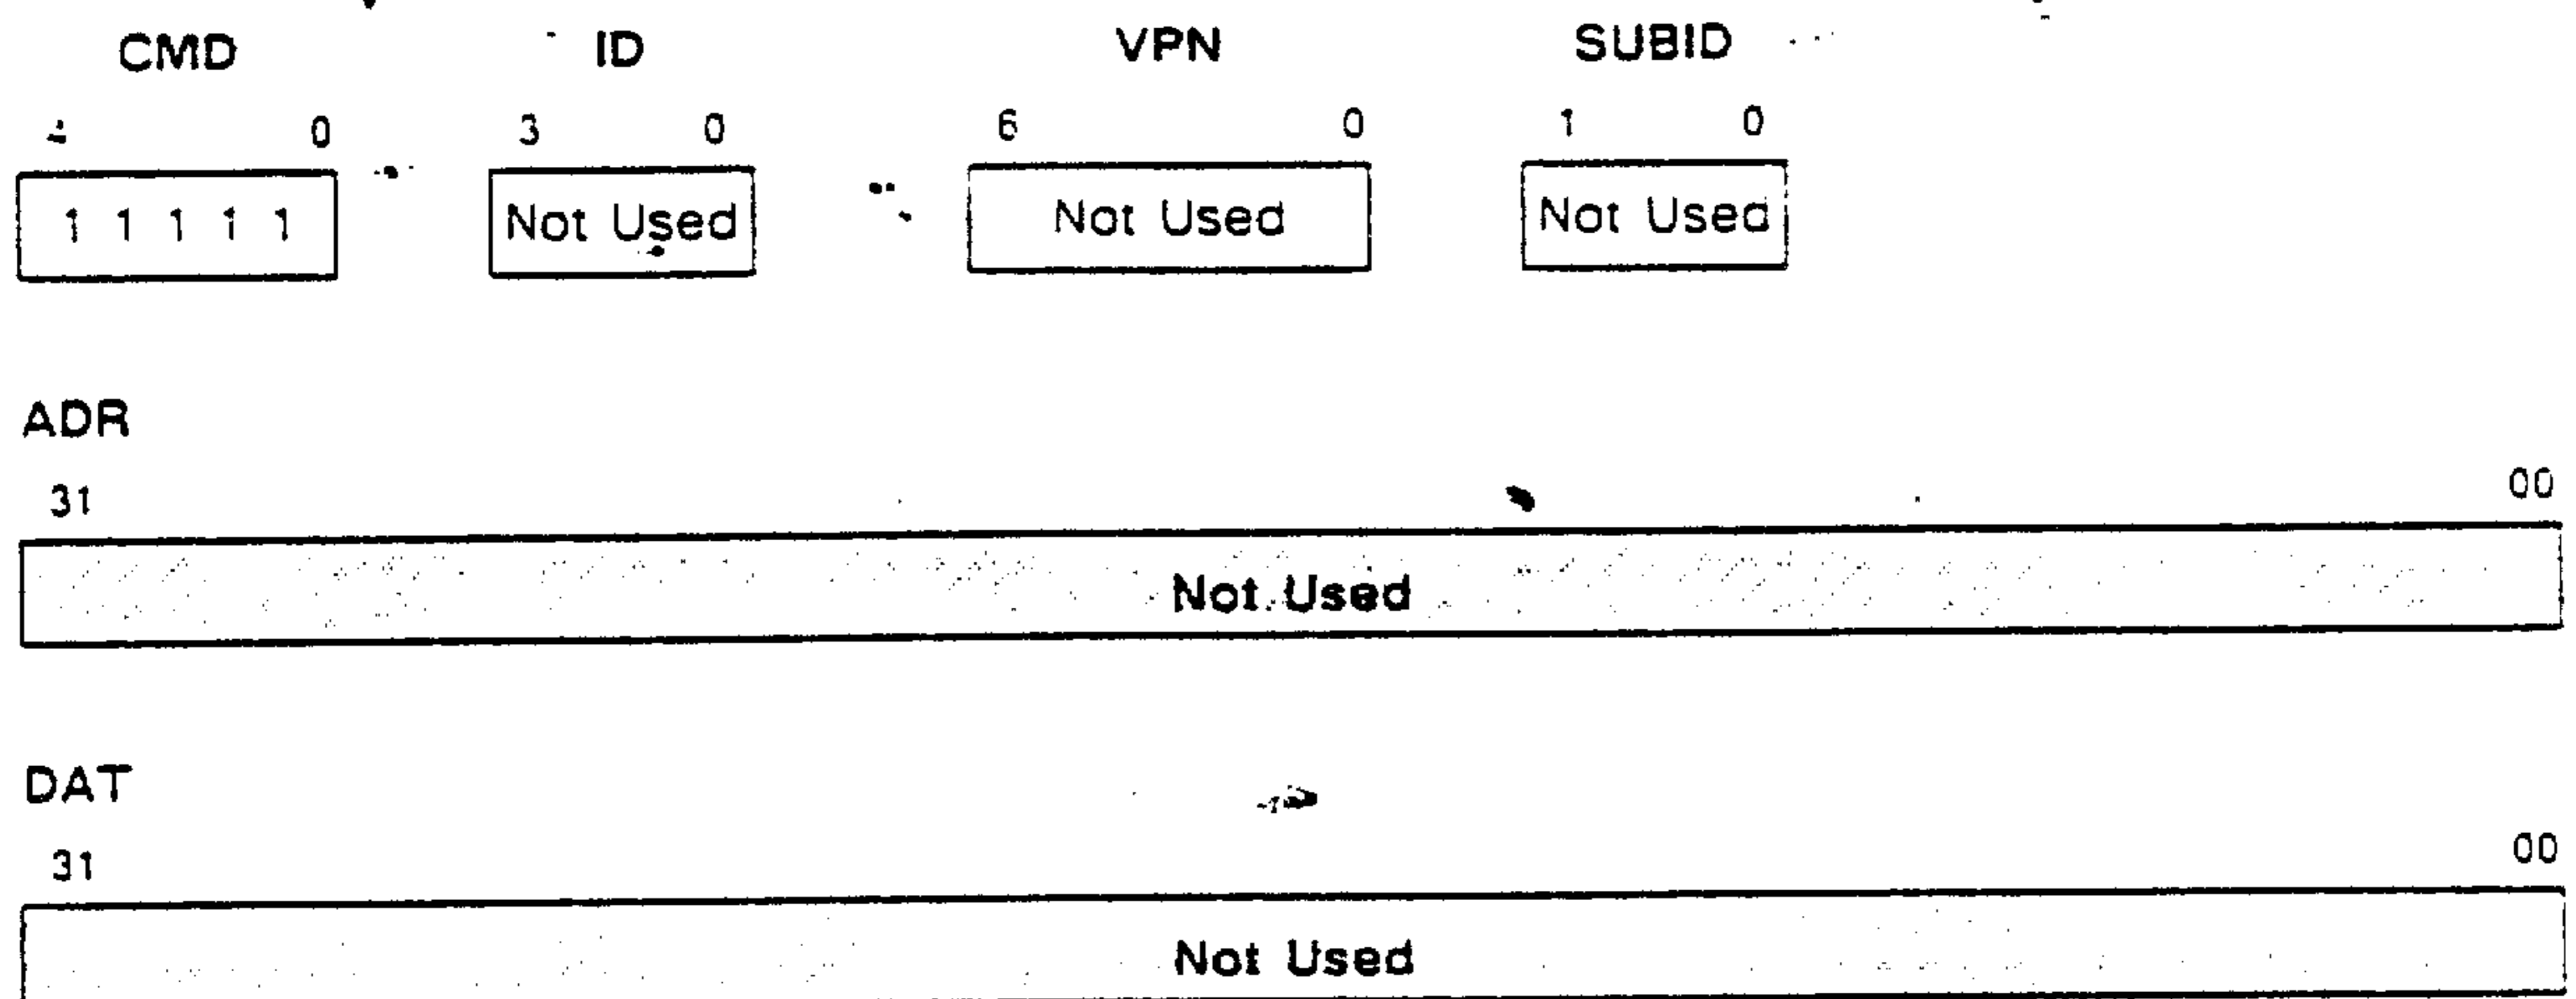 CMD ID VPN SUBID
4 0 3 0 6 0 1 0
1 1 1 1 1 Not Used Not Used Not Used
ADR
31 00
Not Used
DAT
31 00
Not Used